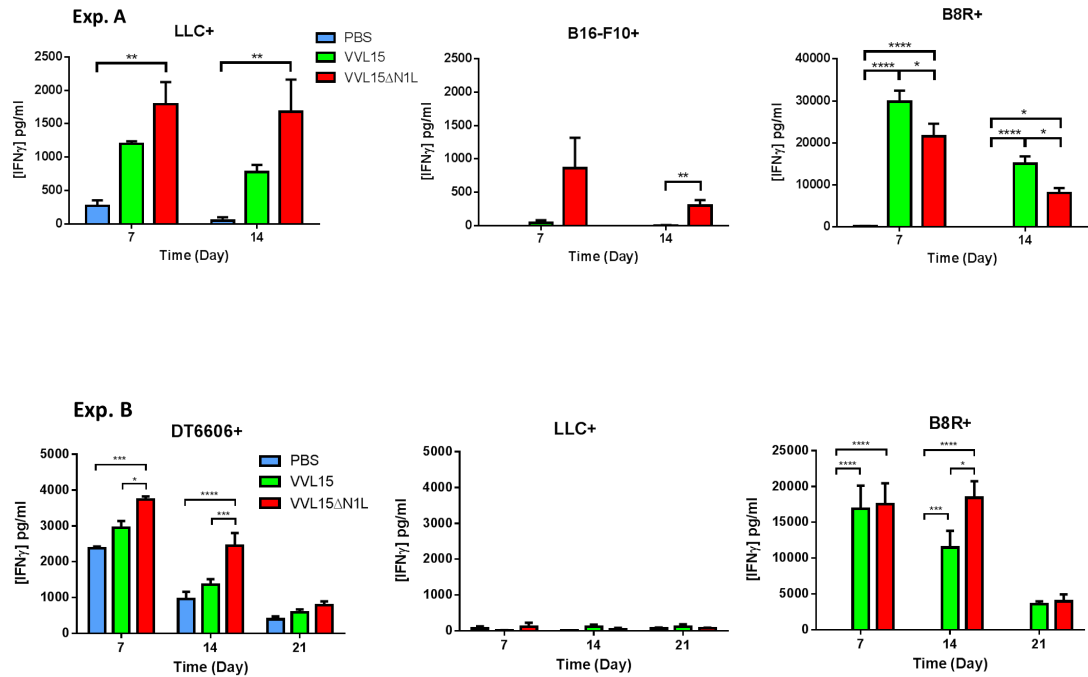 Exp. A
LLC+
PBS
VVL15
VVL15ΔN1L
[IFNγ] pg/ml
2500
2000
1500
1000
500
0
**
**
7
14
Time (Day)
B16-F10+
[IFNγ] pg/ml
2500
2000
1500
1000
500
0
**
7
14
Time (Day)
B8R+
[IFNγ] pg/ml
40000
30000
20000
10000
0
****
****
*
*
****
*
7
14
Time (Day)
Exp. B
DT6606+
PBS
VVL15
VVL15ΔN1L
[IFNγ] pg/ml
5000
4000
3000
2000
1000
0
***
*
****
***
7
14
21
Time (Day)
LLC+
[IFNγ] pg/ml
5000
4000
3000
2000
1000
0
7
14
21
Time (Day)
B8R+
[IFNγ] pg/ml
25000
20000
15000
10000
5000
0
****
****
****
*
***
7
14
21
Time (Day)